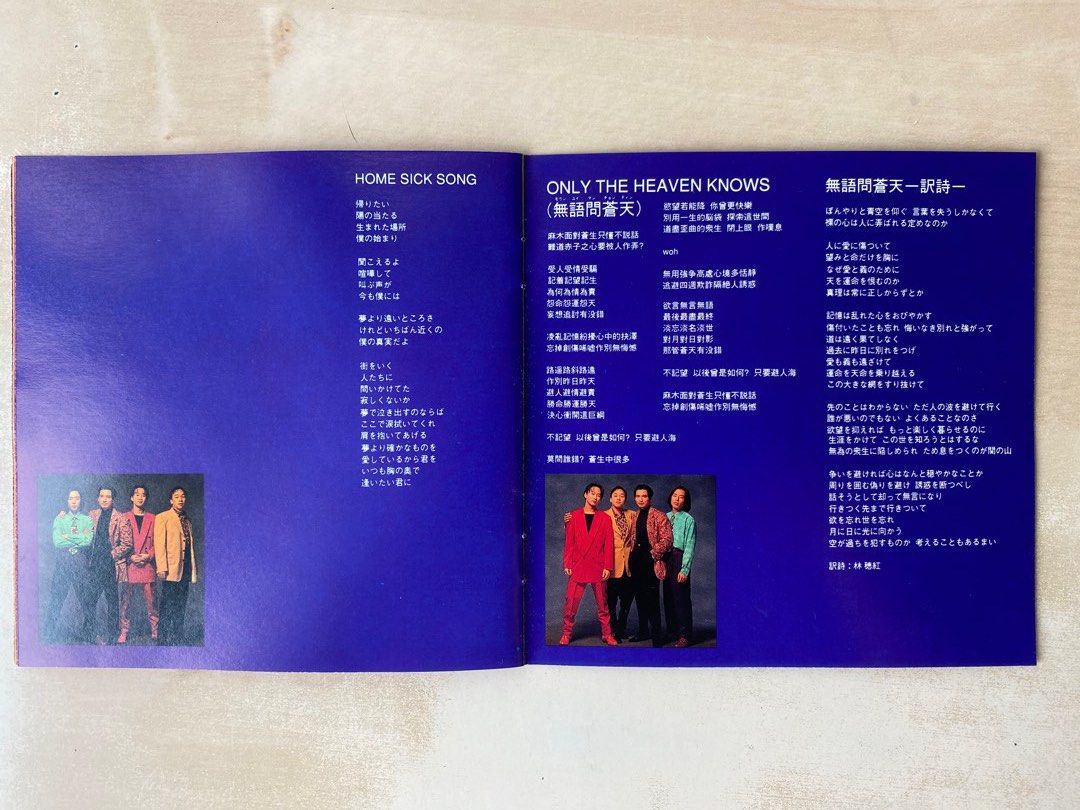 HOME SICK SONG
帰りたい
陽の当たる
生まれた場所
僕の始まり
聞こえるよ
喧嘩して
叫ぶ声が
今も僕には
夢より遠いところさ
けれどいちばん近くの
僕の真実だよ
街をいく
人たちに
問いかけてた
寂しくないか
夢で泣き出すのならば
ここで涙拭いてくれ
肩を抱いてあげる
夢より確かなものを
愛しているから君を
いつも胸の奥で
逢いたい君に
ONLY THE HEAVEN KNOWS
(無語問蒼天)
麻木面對蒼生只懂不説話
難道赤子之心要被人作弄?
受人受情受騙
記着記望記生
為何為情為責
怨命怨運怨天
妄想追討有没錯
凌亂記憶紛擾心中的抉澤
忘掉創傷唏嘘作別無悔憾
路遥路斜路遠
作別昨日昨天
避人避情避責
勝命勝運勝天
決心衝開這巨網
不記望 以後曾是如何? 只要避人海
莫問誰錯? 蒼生中很多
慾望若能降 你曾更快樂
別用一生的脳袋 探索這世間
道盡歪曲的衆生 閉上眼 作嘆息
woh
無用強争高處心境多恬靜
逃避四週欺詐隔絶人誘惑
欲言無言無語
最後最盡最終
淡忘淡名淡世
對月對日對影
那管蒼天有没錯
不記望 以後曾是如何? 只要避人海
麻木面對蒼生只懂不説話
忘掉創傷唏嘘作別無悔憾
無語問蒼天ー訳詩ー
ぼんやりと青空を仰ぐ 言葉を失うしかなくて
裸の心は人に弄ばれる定めなのか
人に愛に傷ついて
望みと命だけを胸に
なぜ愛と義のために
天を運命を恨むのか
真理は常に正しからずとか
記憶は乱れた心をおびやかす
傷付いたことも忘れ 悔いなき別れと強がって
道は遠く果てしなく
過去に昨日に別れをつげ
愛も義も遠ざけて
運命を天命を乗り越える
この大きな網をすり抜けて
先のことはわからない ただ人の波を避けて行く
誰が悪いのでもない よくあることなのさ
欲望を抑えれば もっと楽しく暮らせるのに
生涯をかけて この世を知ろうとはするな
無為の衆生に陥しめられ ため息をつくのが関の山
争いを避ければ心はなんと穏やかなことか
周りを囲む偽りを避け 誘惑を断つべし
話そうとして却って無言になり
行きつく先まで行きついて
欲を忘れ世を忘れ
月に日に光に向かう
空が過ちを犯すものか 考えることもあるまい
訳詩：林 穂紅